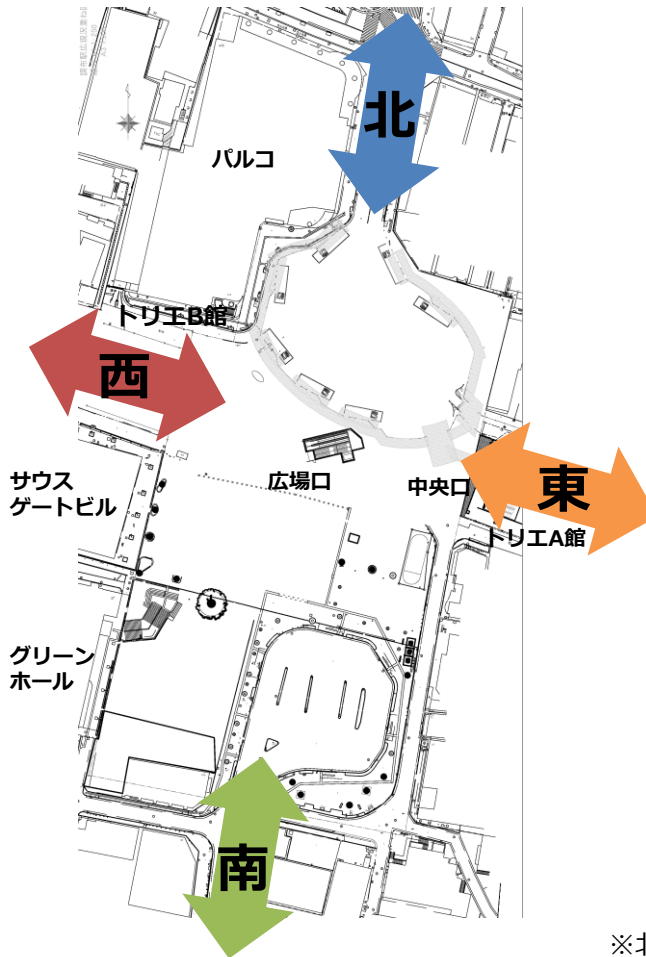 北
パルコ
トリエB館
西
サウス
ゲートビル
広場口
中央口
東
トリエA館
グリーン
ホール
南